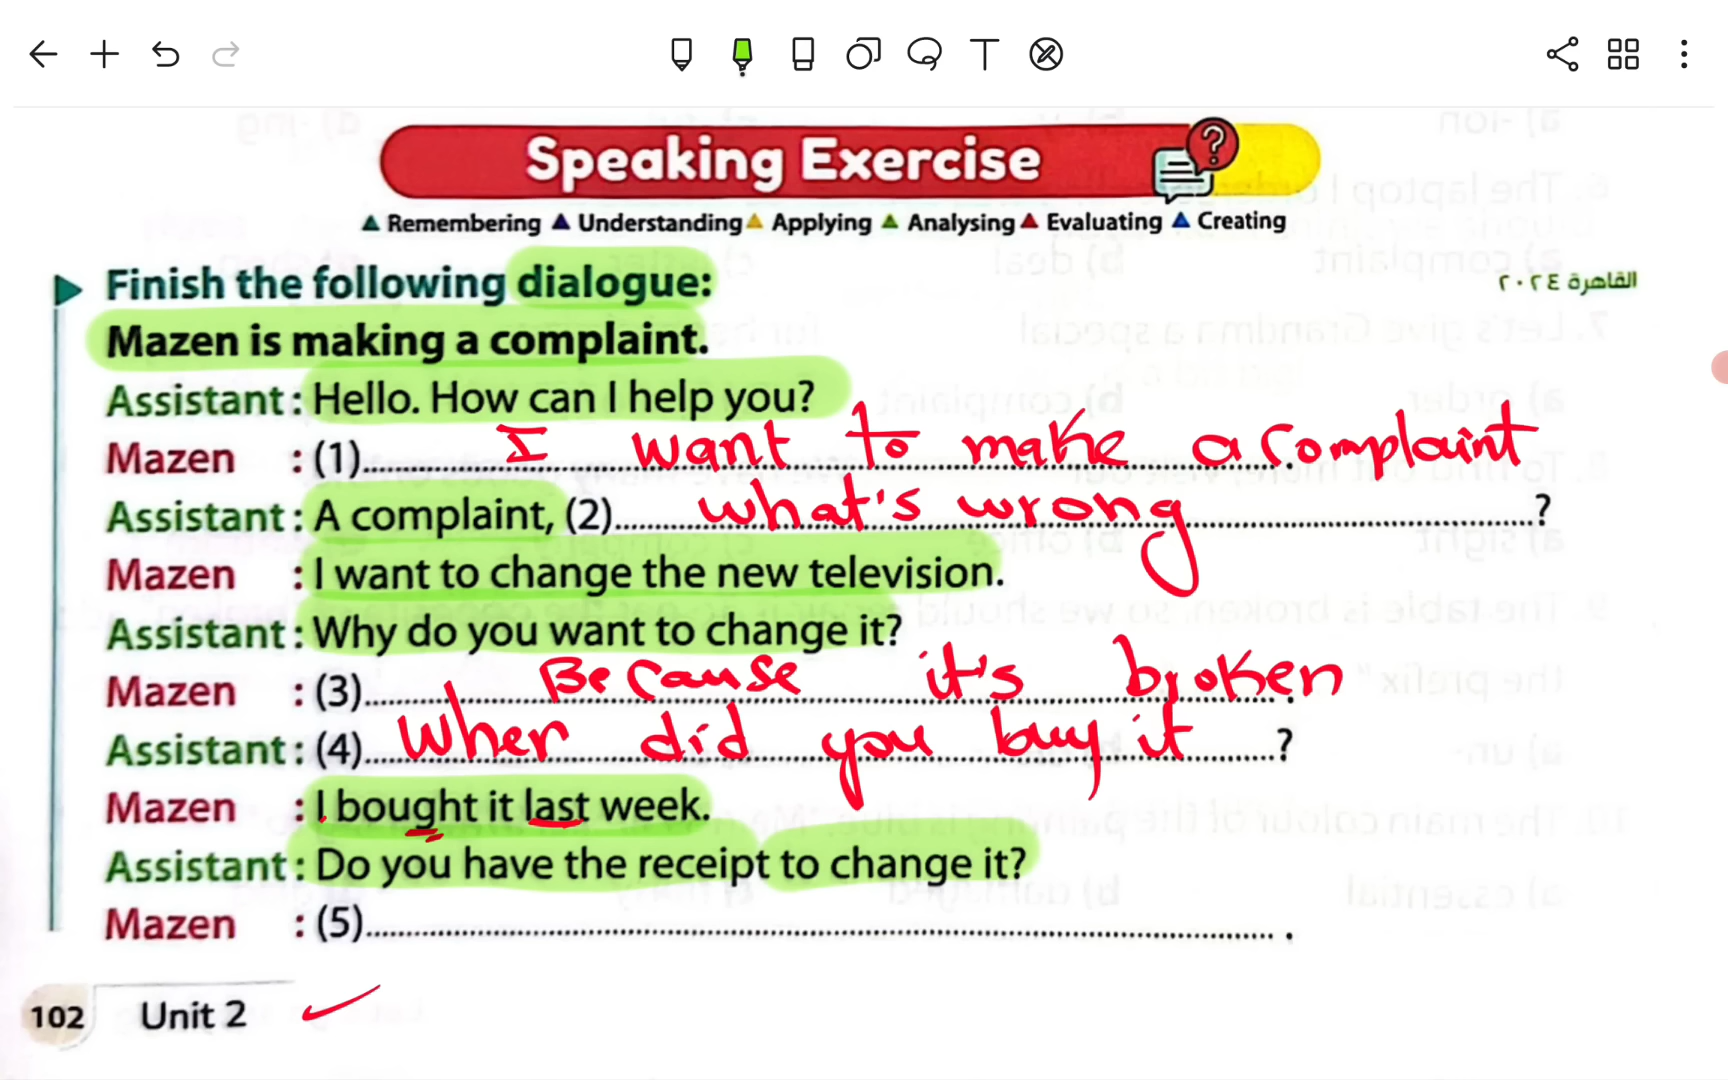 Speaking Exercise
Remembering Understanding Applying Analysing Evaluating Creating
Finish the following dialogue:
القاهرة ٢٠٢٤
Mazen is making a complaint.
Assistant : Hello. How can I help you?
Mazen : (1) I want to make a complaint
Assistant : A complaint, (2) what's wrong ?
Mazen : I want to change the new television.
Assistant : Why do you want to change it?
Mazen : (3) Because it's broken .
Assistant : (4) When did you buy it ?
Mazen : I bought it last week.
Assistant : Do you have the receipt to change it?
Mazen : (5) .
102 Unit 2